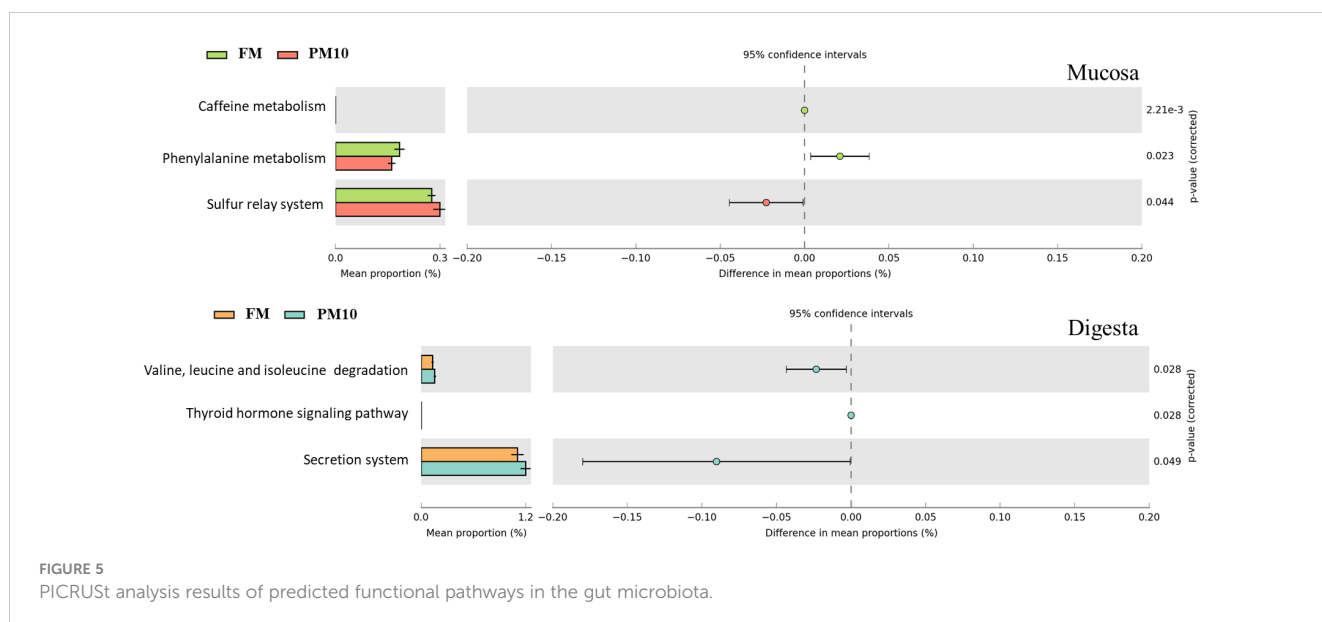 FM PM10
95% confidence intervals
Mucosa
Caffeine metabolism
2.21e-3
Phenylalanine metabolism
0.023
Sulfur relay system
0.044
p-value (corrected)
0.0 0.3 −0.20 −0.15 −0.10 −0.05 0.00 0.05 0.10 0.15 0.20
Mean proportion (%) Difference in mean proportions (%)
FM PM10
95% confidence intervals
Digesta
Valine, leucine and isoleucine degradation
0.028
Thyroid hormone signaling pathway
0.028
Secretion system
0.049
p-value (corrected)
0.0 1.2 −0.20 −0.15 −0.10 −0.05 0.00 0.05 0.10 0.15 0.20
Mean proportion (%) Difference in mean proportions (%)
FIGURE 5
PICRUSt analysis results of predicted functional pathways in the gut microbiota.